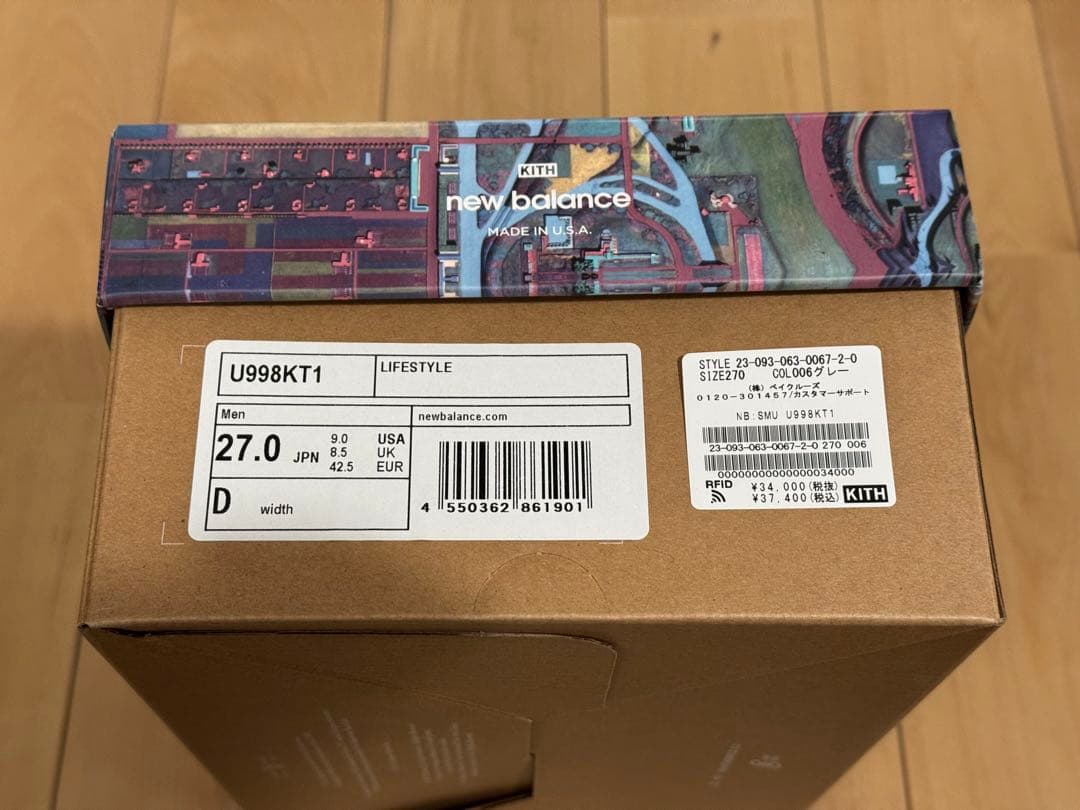 KITH
new balance
MADE IN U.S.A.
U998KT1
LIFESTYLE
Men
newbalance.com
27.0 JPN
9.0 USA
8.5 UK
42.5 EUR
D width
4 550362 861901
STYLE 23-093-063-0067-2-0
SIZE270 COL006グレー
(株) ベイクルーズ
0120-301457/カスタマーサポート
NB:SMU U998KT1
23-093-063-0067-2-0 270 006
00000000000000034000
RFID
¥34,000(税抜)
¥37,400(税込)
KITH